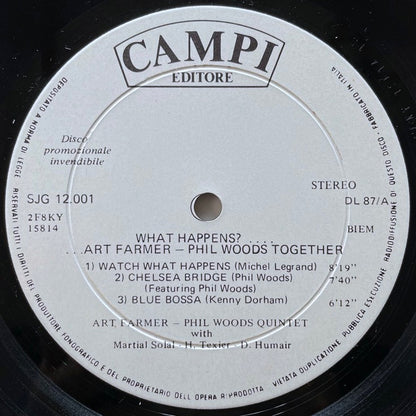 CAMPI
EDITORE
Disco
promozionale
invendibile
STEREO
SJG 12.001
DL 87/A
2F8KY
15814
BIEM
WHAT HAPPENS? ....
...ART FARMER – PHIL WOODS TOGETHER
1) WATCH WHAT HAPPENS (Michel Legrand) 8'19"
2) CHELSEA BRIDGE (Phil Woods) 7'40"
(Featuring Phil Woods)
3) BLUE BOSSA (Kenny Dorham) 6'12"
ART FARMER – PHIL WOODS QUINTET
with
Martial Solal - H. Texier - D. Humair
DEPOSITATO A NORMA DI LEGGE. RISERVATI TUTTI I DIRITTI DEL PRODUTTORE FONOGRAFICO E DEL PROPRIETARIO DELL'OPERA RIPRODOTTA. VIETATA DUPLICAZIONE PUBBLICA ESECUZIONE RADIODIFFUSIONE DI QUESTO DISCO - FABBRICATO IN ITALIA